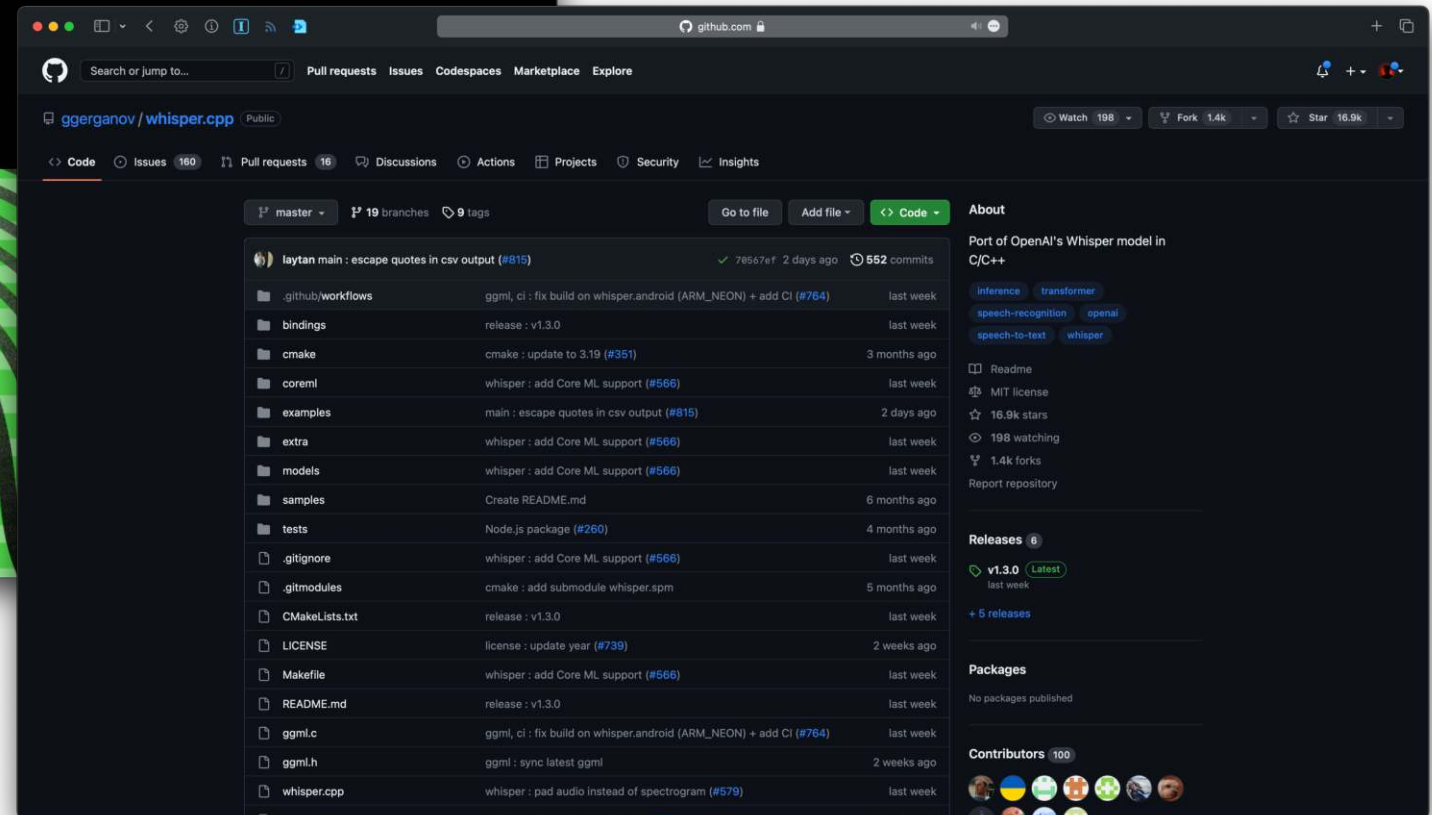 github.com
Search or jump to... / Pull requests Issues Codespaces Marketplace Explore
ggerganov / whisper.cpp Public Watch 198 Fork 1.4k Star 16.9k
Code Issues 160 Pull requests 16 Discussions Actions Projects Security Insights
master 19 branches 9 tags Go to file Add file Code
laytan main : escape quotes in csv output (#815) 70567ef 2 days ago 552 commits
.github/workflows ggml, ci : fix build on whisper.android (ARM_NEON) + add CI (#764) last week
bindings release : v1.3.0 last week
cmake cmake : update to 3.19 (#351) 3 months ago
coreml whisper : add Core ML support (#566) last week
examples main : escape quotes in csv output (#815) 2 days ago
extra whisper : add Core ML support (#566) last week
models whisper : add Core ML support (#566) last week
samples Create README.md 6 months ago
tests Node.js package (#260) 4 months ago
.gitignore whisper : add Core ML support (#566) last week
.gitmodules cmake : add submodule whisper.spm 5 months ago
CMakeLists.txt release : v1.3.0 last week
LICENSE license : update year (#739) 2 weeks ago
Makefile whisper : add Core ML support (#566) last week
README.md release : v1.3.0 last week
ggml.c ggml, ci : fix build on whisper.android (ARM_NEON) + add CI (#764) last week
ggml.h ggml : sync latest ggml 2 weeks ago
whisper.cpp whisper : pad audio instead of spectrogram (#579) last week
About
Port of OpenAI's Whisper model in
C/C++
inference transformer
speech-recognition openai
speech-to-text whisper
Readme
MIT license
16.9k stars
198 watching
1.4k forks
Report repository
Releases 6
v1.3.0 Latest
last week
+ 5 releases
Packages
No packages published
Contributors 100